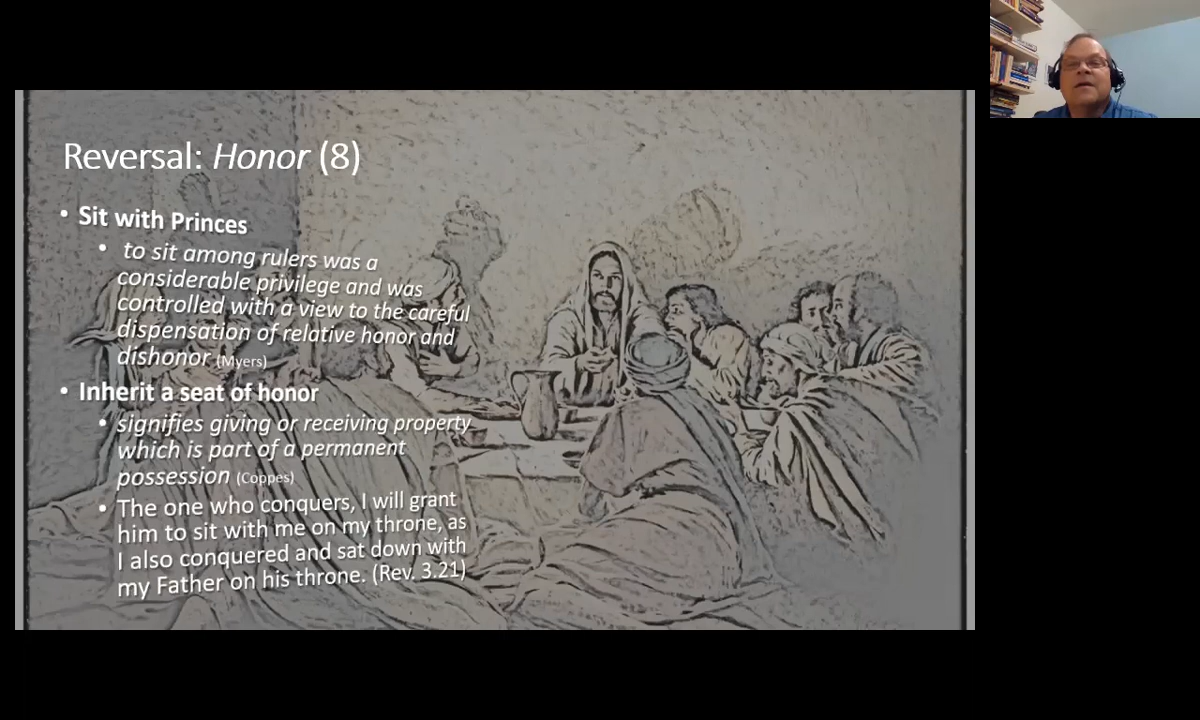 Reversal: Honor (8)
• Sit with Princes
• to sit among rulers was a
considerable privilege and was
controlled with a view to the careful
dispensation of relative honor and
dishonor (Myers)
• Inherit a seat of honor
• signifies giving or receiving property
which is part of a permanent
possession (Coppes)
• The one who conquers, I will grant
him to sit with me on my throne, as
I also conquered and sat down with
my Father on his throne. (Rev. 3.21)